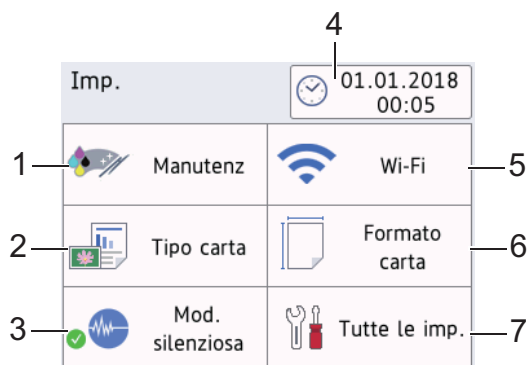 4
Imp.
01.01.2018
00:05
1
Manutenz
Wi-Fi
5
2
Tipo carta
Formato
carta
6
3
Mod.
silenziosa
Tutte le imp.
7